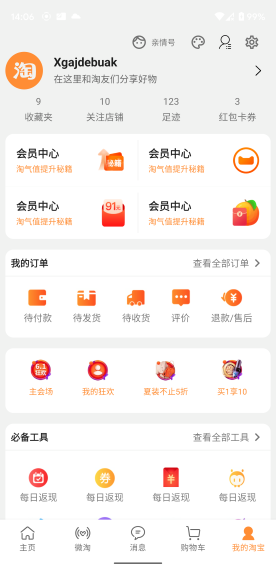 14:06
亲情号
淘
Xgajdebuak
在这里和淘友们分享好物
9 10 123 3
收藏夹 关注店铺 足迹 红包卡券
会员中心 会员中心
淘气值提升秘籍 淘气值提升秘籍
会员中心 会员中心
淘气值提升秘籍 淘气值提升秘籍
我的订单 查看全部订单
待付款 待发货 待收货 评价 退款/售后
主会场 我的狂欢 夏装不止5折 买1享10
必备工具 查看全部工具
每日返现 每日返现 每日返现 每日返现
主页 微淘 消息 购物车 我的淘宝